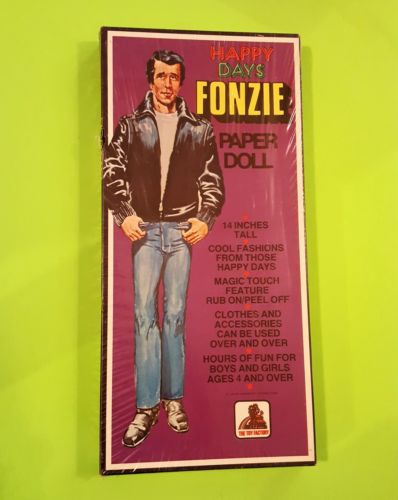 HAPPY
DAYS
FONZIE
PAPER
DOLL
14 INCHES
TALL
COOL FASHIONS
FROM THOSE
HAPPY DAYS
MAGIC TOUCH
FEATURE
RUB ON/PEEL OFF
CLOTHES AND
ACCESSORIES
CAN BE USED
OVER AND OVER
HOURS OF FUN FOR
BOYS AND GIRLS
AGES 4 AND OVER
THE TOY FACTORY